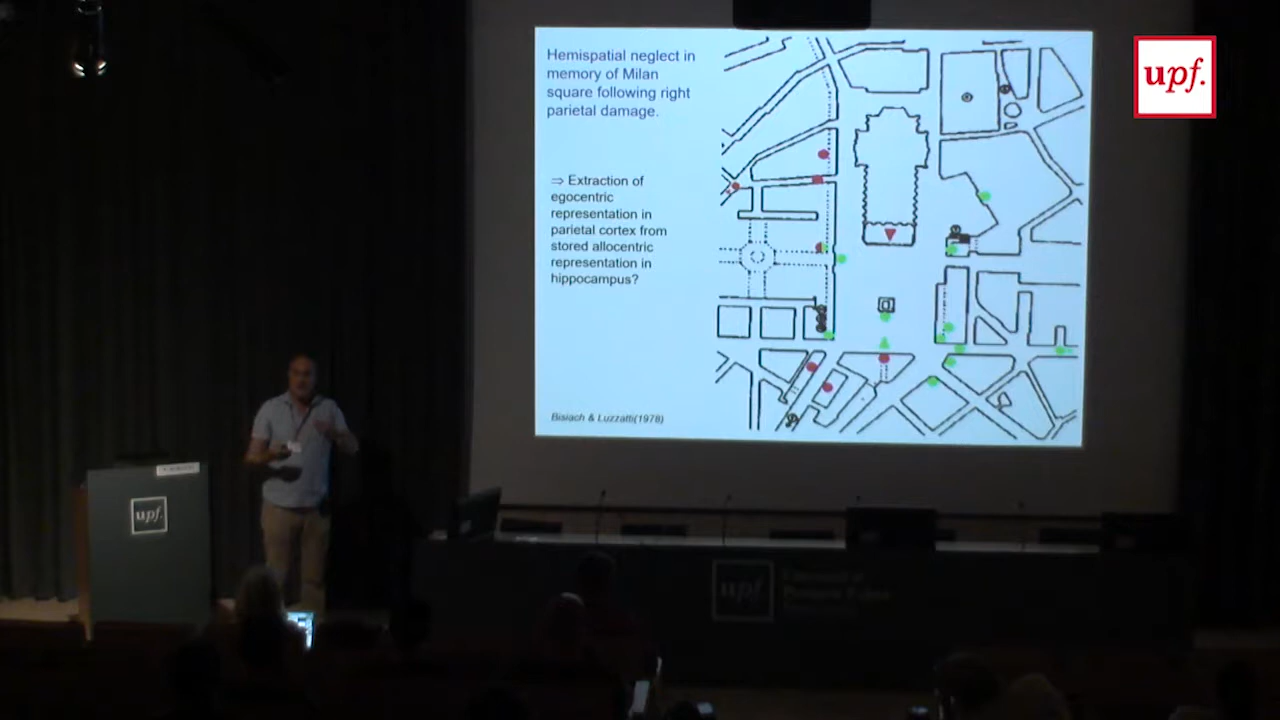 Hemispatial neglect in
memory of Milan
square following right
parietal damage.
⇒ Extraction of
egocentric
representation in
parietal cortex from
stored allocentric
representation in
hippocampus?
Bisiach & Luzzatti(1978)
upf.
upf.
upf.